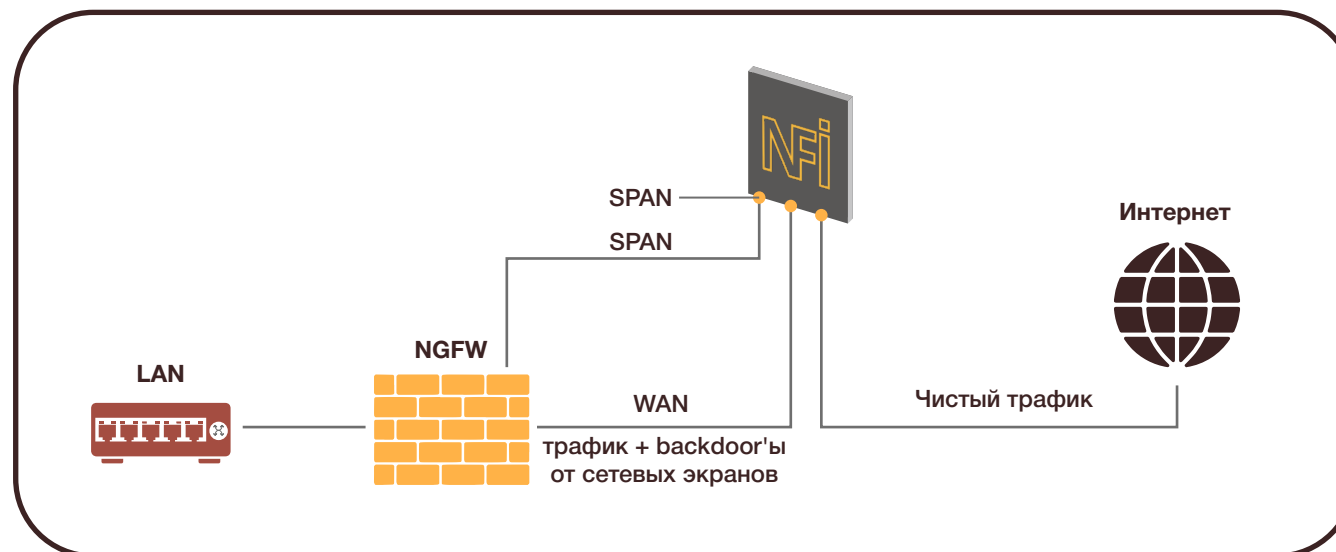 NFi
SPAN
SPAN
Интернет
NGFW
LAN
WAN
трафик + backdoor'ы
от сетевых экранов
Чистый трафик